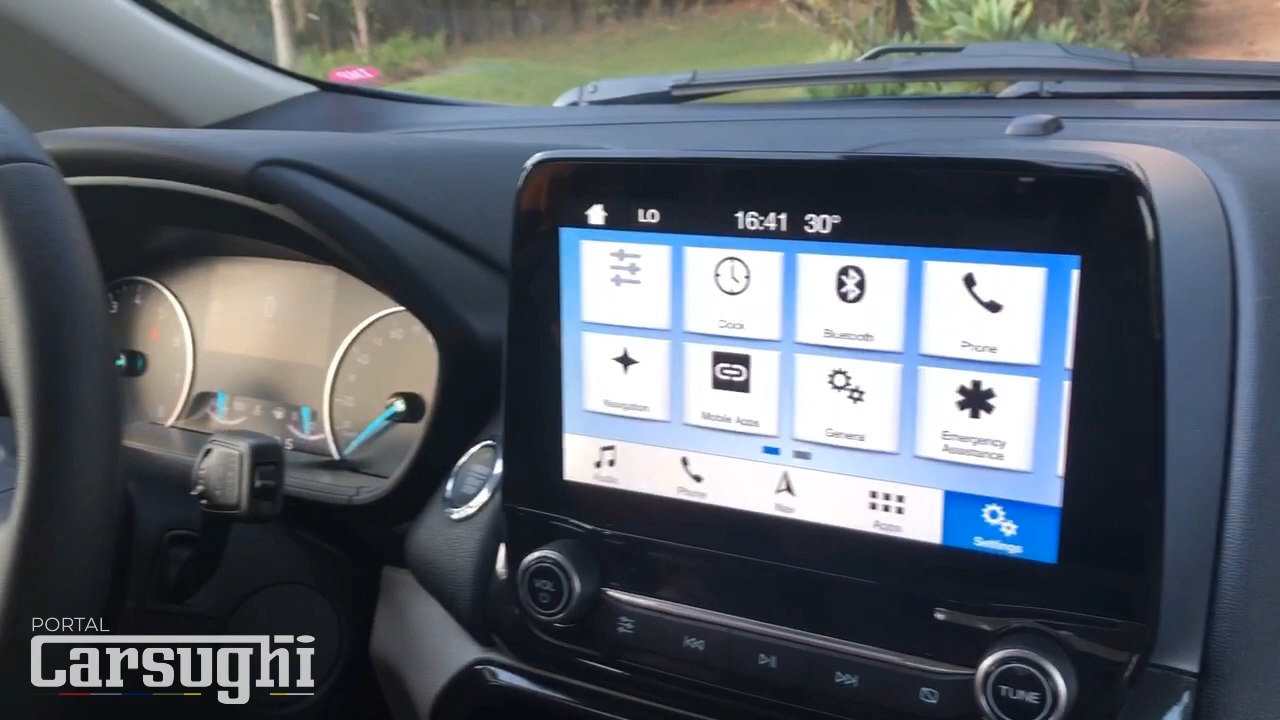 LO 16:41 30°
Clock Bluetooth Phone
Navigation Mobile Apps General Emergency
Assistance
Audio Phone Nav Apps Settings
VOL
TUNE
PORTAL
Carsughi